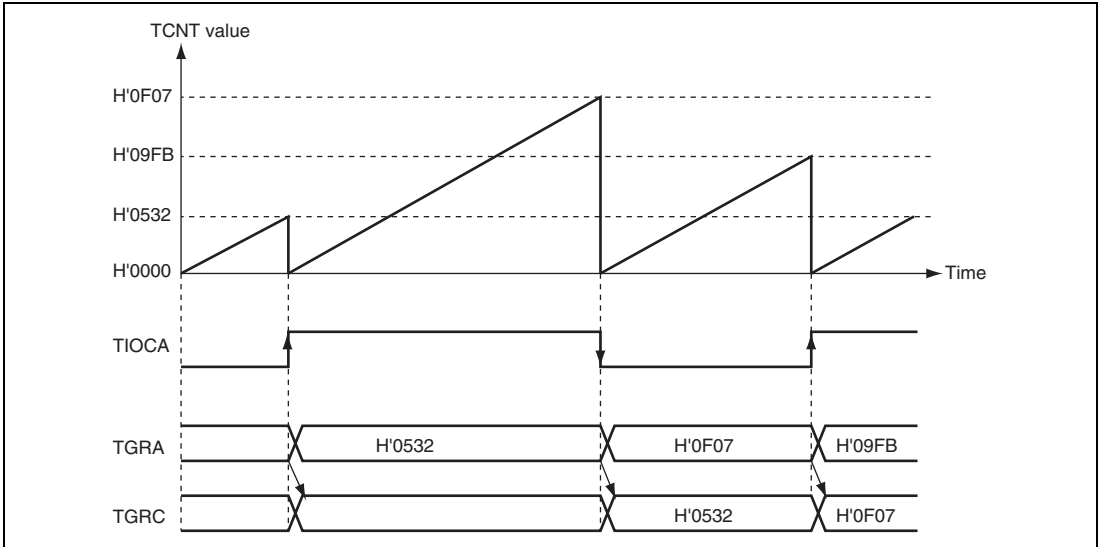 TCNT value
H'0F07
H'09FB
H'0532
H'0000
Time
TIOCA
TGRA H'0532 H'0F07 H'09FB
TGRC H'0532 H'0F07